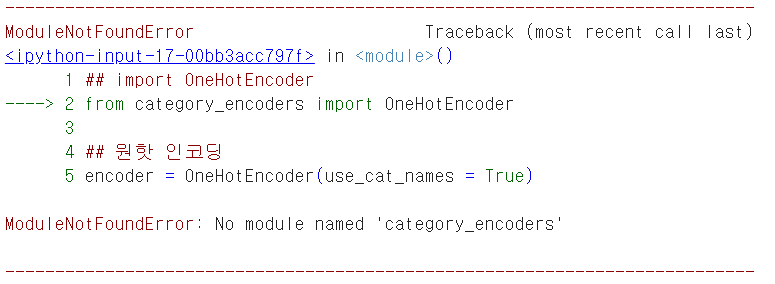 ---------------------------------------------------------------------------
ModuleNotFoundError                       Traceback (most recent call last)
<ipython-input-17-00bb3acc797f> in <module>()
      1 ## import OneHotEncoder
----> 2 from category_encoders import OneHotEncoder
      3
      4 ## 원핫 인코딩
      5 encoder = OneHotEncoder(use_cat_names = True)
ModuleNotFoundError: No module named 'category_encoders'
---------------------------------------------------------------------------